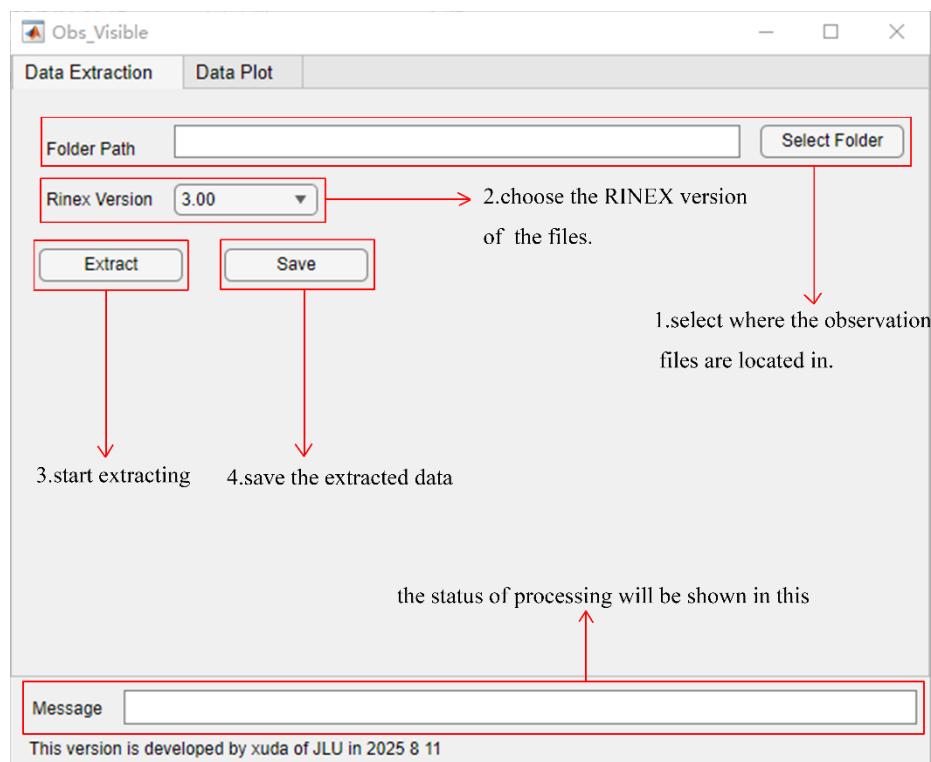 Obs_Visible
Data Extraction Data Plot
Folder Path Select Folder
Rinex Version 3.00
2.choose the RINEX version
of the files.
Extract Save
1.select where the observation
files are located in.
3.start extracting 4.save the extracted data
the status of processing will be shown in this
Message
This version is developed by xuda of JLU in 2025 8 11